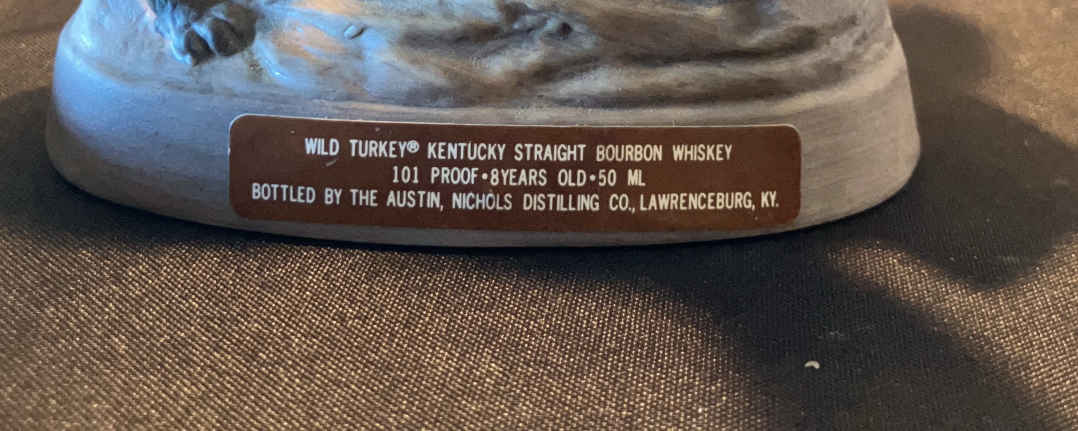 WILD TURKEY® KENTUCKY STRAIGHT BOURBON WHISKEY
101 PROOF•8YEARS OLD•50 ML
BOTTLED BY THE AUSTIN, NICHOLS DISTILLING CO., LAWRENCEBURG, KY.